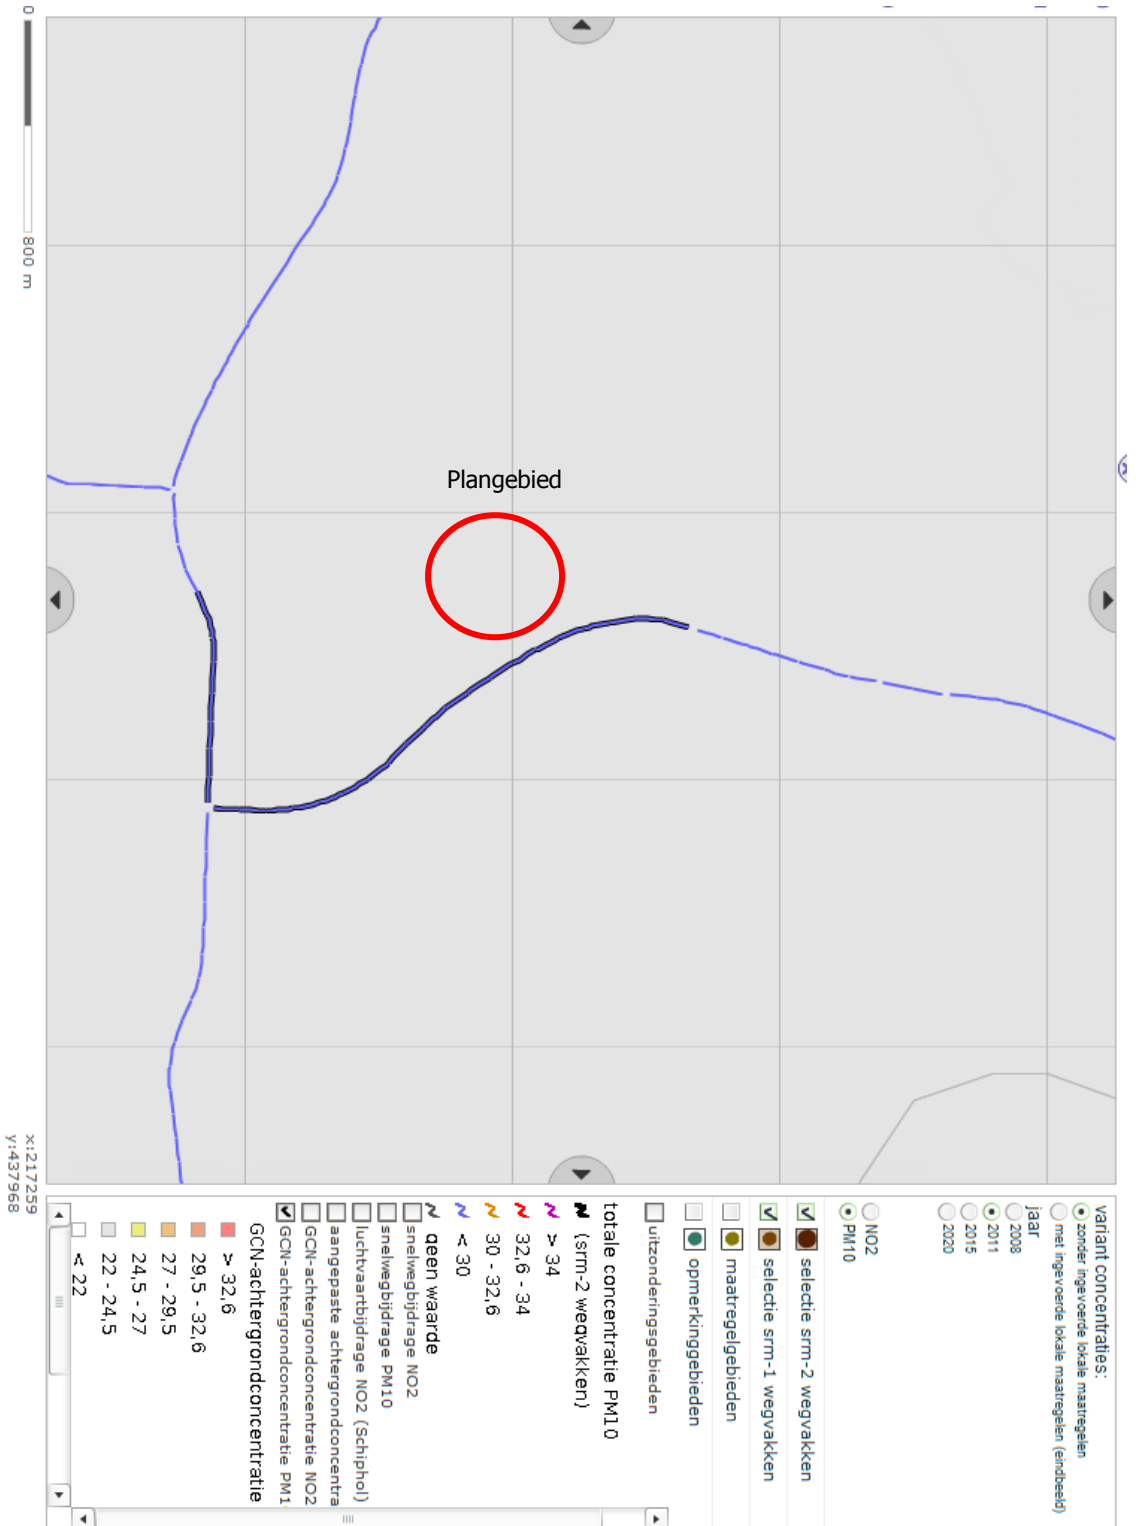 Plangebied
0
800 m
x:217259
y:437968
variant concentraties:
zonder ingevoerde lokale maatregelen
met ingevoerde lokale maatregelen (eindbeeld)
jaar
2008
2011
2015
2020
NO2
PM10
selectie srm-2 wegvakken
selectie srm-1 wegvakken
maatregelgebieden
opmerkinggebieden
uitzonderingsgebieden
totale concentratie PM10
(srm-2 wegvakken)
> 34
32,6 - 34
30 - 32,6
< 30
geen waarde
snelwegbijdrage NO2
snelwegbijdrage PM10
luchtvaartbijdrage NO2 (Schiphol)
aangepaste achtergrondconcentra
GCN-achtergrondconcentratie NO2
GCN-achtergrondconcentratie PM1
GCN-achtergrondconcentratie
> 32,6
29,5 - 32,6
27 - 29,5
24,5 - 27
22 - 24,5
< 22